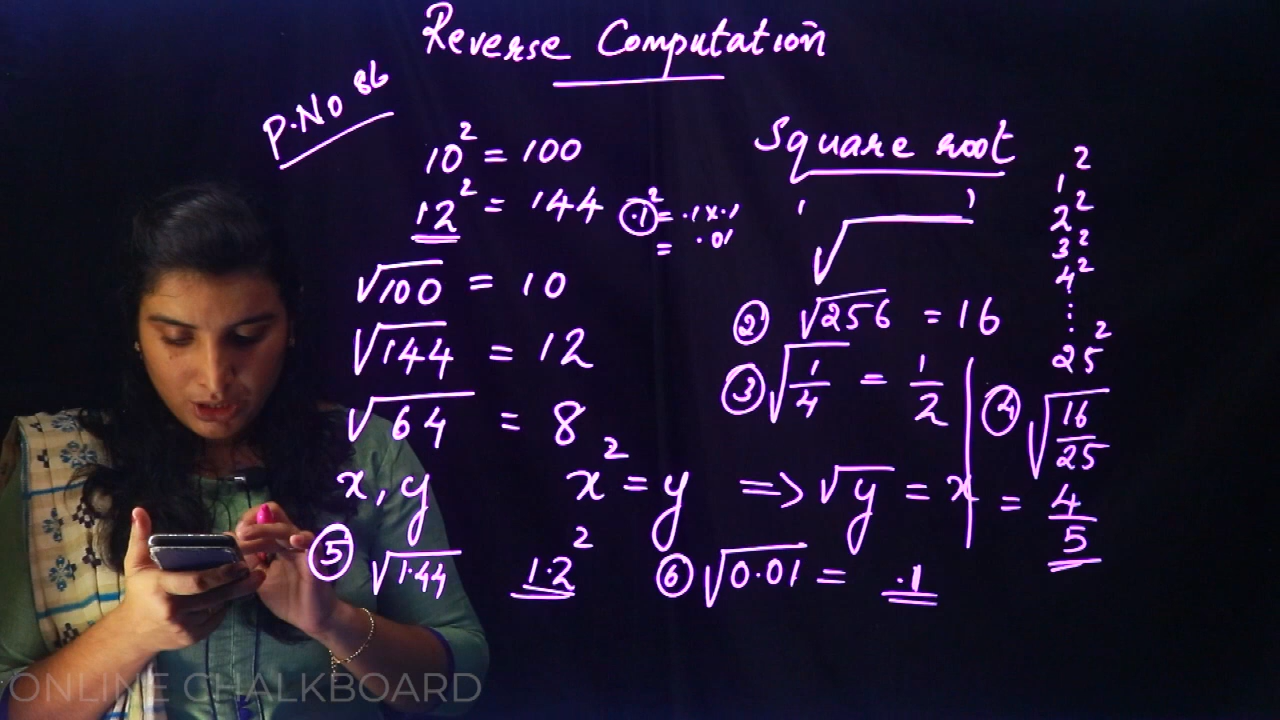 Reverse Computation
P.No 86
10² = 100
12² = 144
(.1)² = .1 x .1
= .01
√100 = 10
√144 = 12
√64 = 8
x, y
x² = y => √y = x
⑤ √1.44 1.2²
⑥ √0.01 = .1
Square root
√
② √256 = 16
③ √1/4 = 1/2
④ √16/25
= 4/5
1²
2²
3²
4²
⋮
25²
ONLINE CHALKBOARD